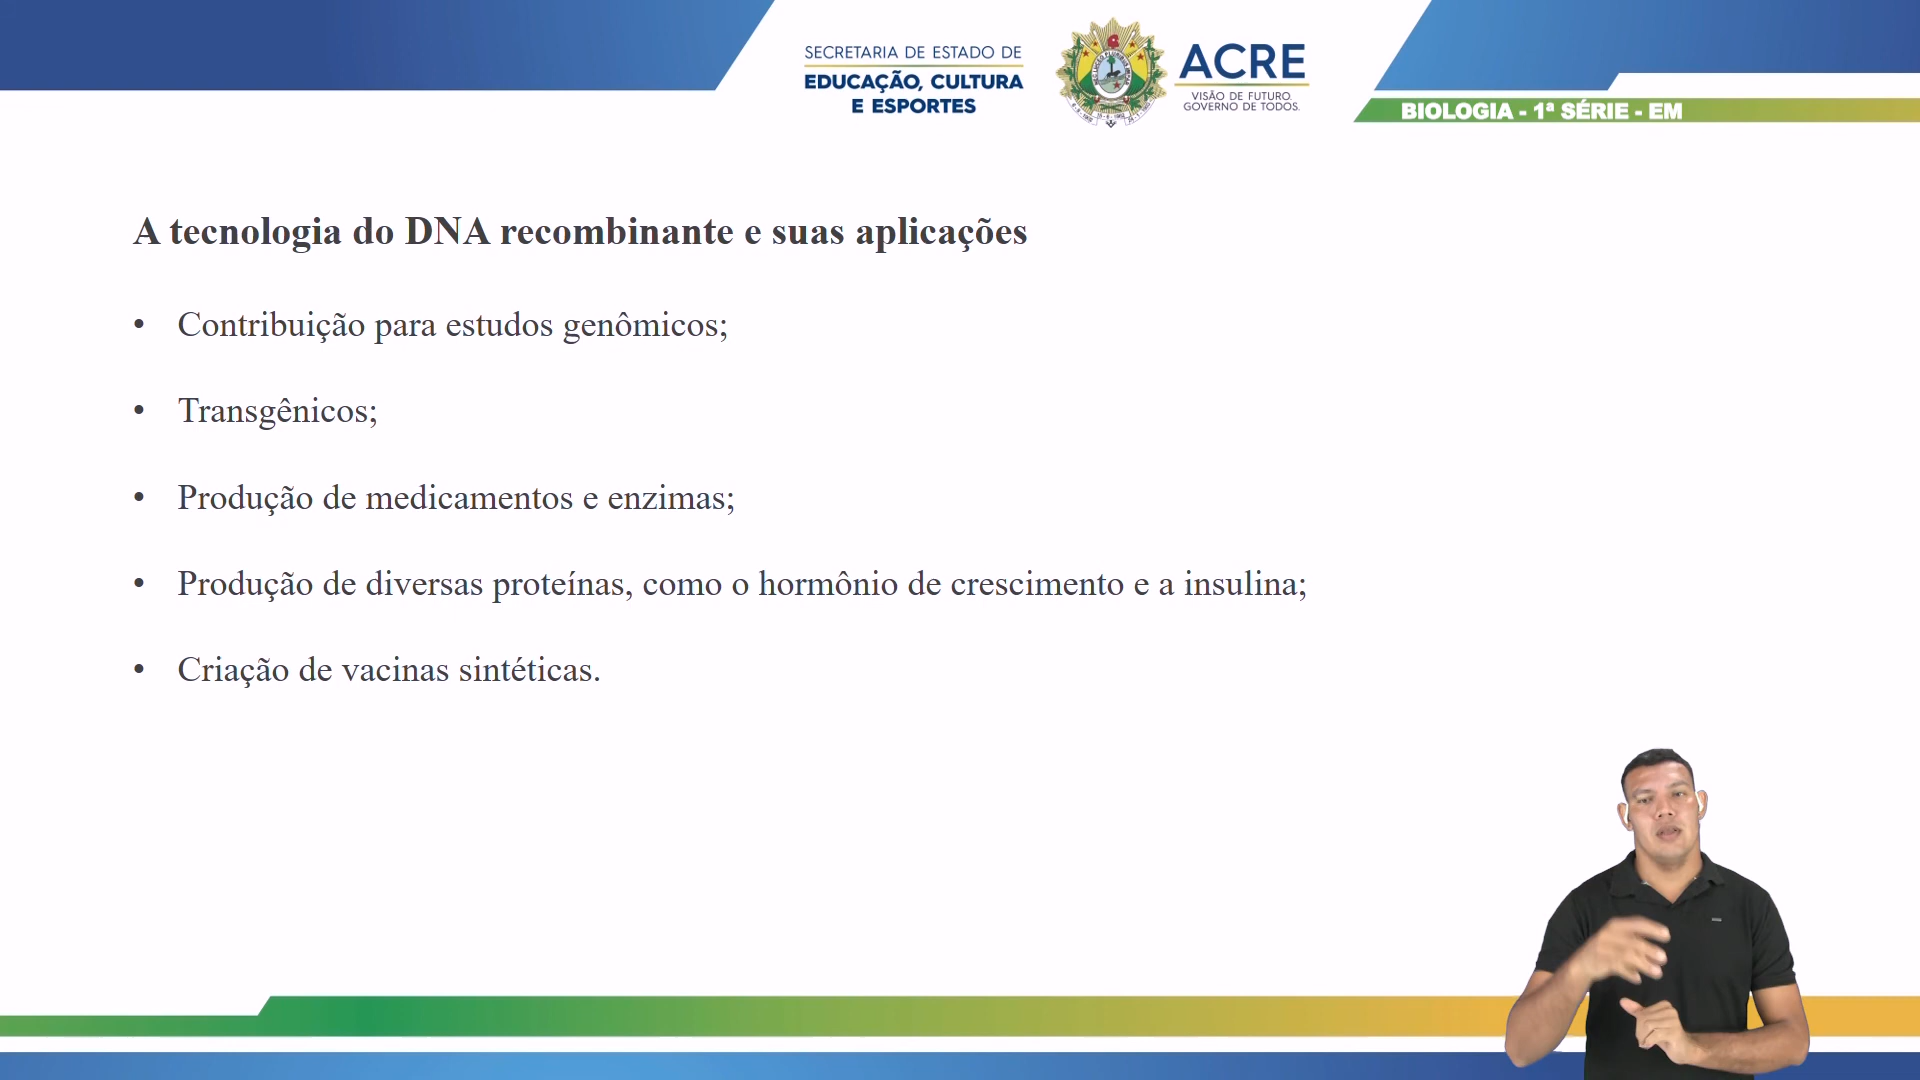 SECRETARIA DE ESTADO DE
EDUCAÇÃO, CULTURA
E ESPORTES
ACRE
VISÃO DE FUTURO.
GOVERNO DE TODOS.
BIOLOGIA - 1ª SÉRIE - EM
A tecnologia do DNA recombinante e suas aplicações
• Contribuição para estudos genômicos;
• Transgênicos;
• Produção de medicamentos e enzimas;
• Produção de diversas proteínas, como o hormônio de crescimento e a insulina;
• Criação de vacinas sintéticas.